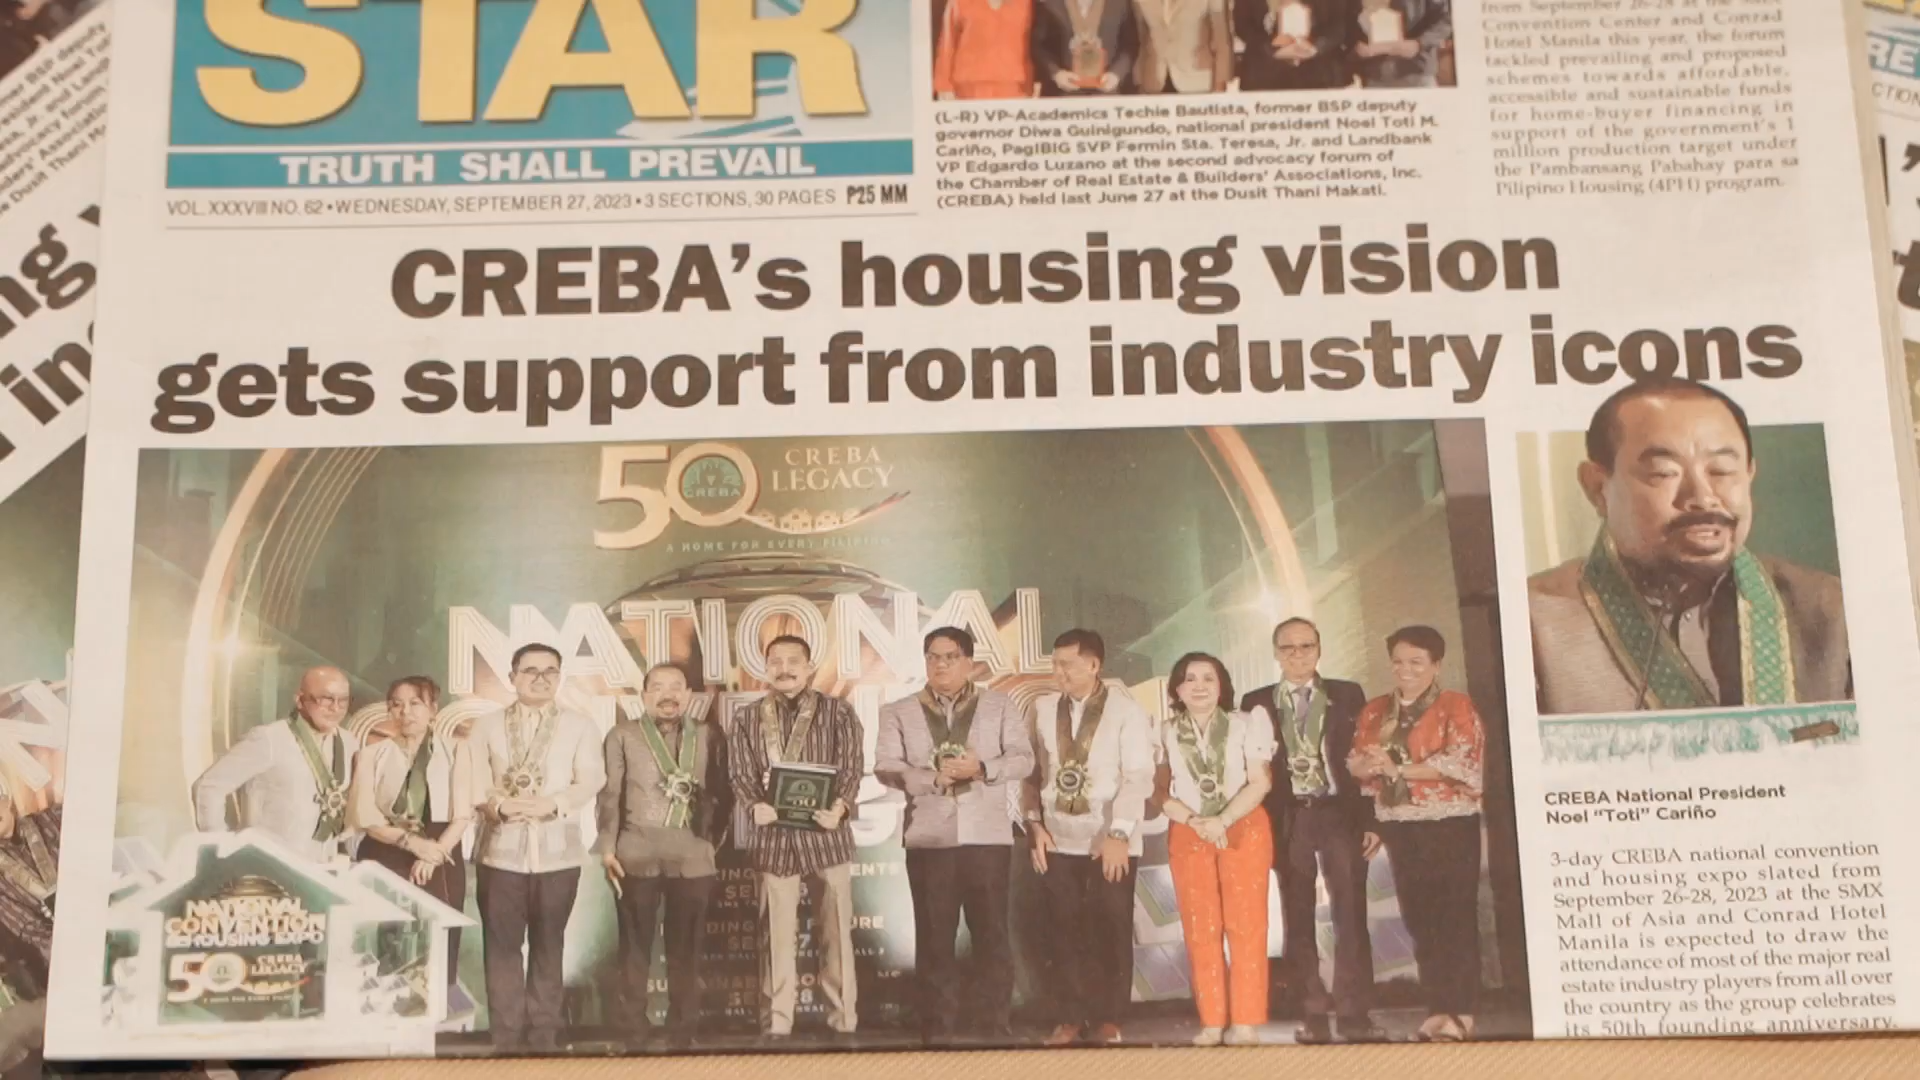 STAR
TRUTH SHALL PREVAIL
VOL. XXXVIII NO. 62 • WEDNESDAY, SEPTEMBER 27, 2023 • 3 SECTIONS, 30 PAGES P25 MM
(L-R) VP-Academics Techie Bautista, former BSP deputy
governor Diwa Guinigundo, national president Noel Toti M.
Cariño, PagIBIG SVP Fermin Sta. Teresa, Jr. and Landbank
VP Edgardo Luzano at the second advocacy forum of
the Chamber of Real Estate & Builders' Associations, Inc.
(CREBA) held last June 27 at the Dusit Thani Makati.
from September 26-28 at the SMX
Convention Center and Conrad
Hotel Manila this year, the forum
tackled prevailing and proposed
schemes towards affordable,
accessible and sustainable funds
for home-buyer financing in
support of the government's 1
million production target under
the Pambansang Pabahay para sa
Pilipino Housing (4PH) program.
CREBA's housing vision
gets support from industry icons
50 CREBA
LEGACY
CREBA
A HOME FOR EVERY FILIPINO
NATIONAL
NATIONAL
CONVENTION
& HOUSING EXPO
50 CREBA
LEGACY
CREBA National President
Noel "Toti" Cariño
3-day CREBA national convention
and housing expo slated from
September 26-28, 2023 at the SMX
Mall of Asia and Conrad Hotel
Manila is expected to draw the
attendance of most of the major real
estate industry players from all over
the country as the group celebrates
its 50th founding anniversary.